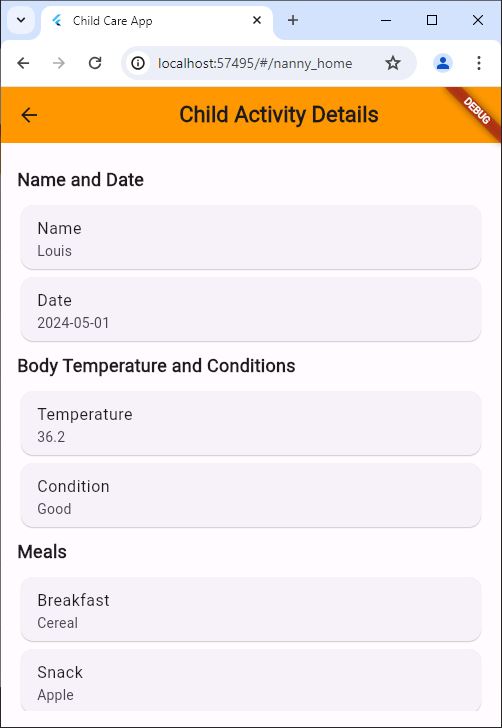 Child Care App
localhost:57495/#/nanny_home
Child Activity Details
DEBUG
Name and Date
Name
Louis
Date
2024-05-01
Body Temperature and Conditions
Temperature
36.2
Condition
Good
Meals
Breakfast
Cereal
Snack
Apple